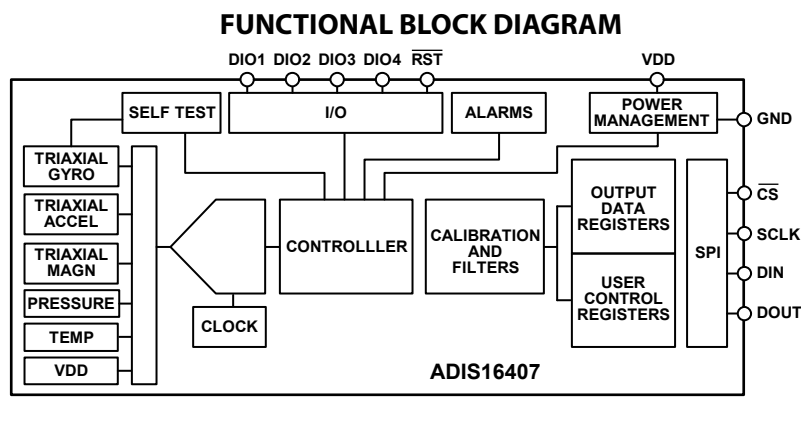 FUNCTIONAL BLOCK DIAGRAM
DIO1 DIO2 DIO3 DIO4 R̅S̅T̅ VDD
SELF TEST
I/O
ALARMS
POWER
MANAGEMENT
GND
TRIAXIAL
GYRO
TRIAXIAL
ACCEL
TRIAXIAL
MAGN
PRESSURE
TEMP
VDD
CLOCK
CONTROLLLER
CALIBRATION
AND
FILTERS
OUTPUT
DATA
REGISTERS
USER
CONTROL
REGISTERS
SPI
C̅S̅
SCLK
DIN
DOUT
ADIS16407